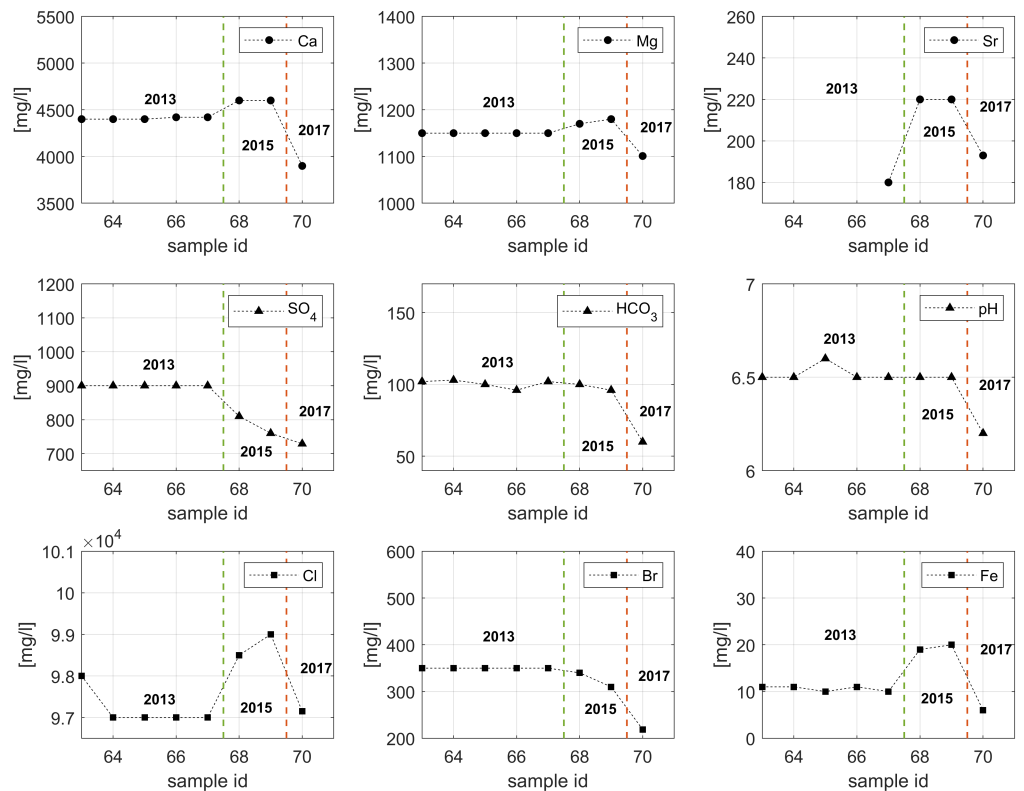 5500
5000
4500
4000
3500
[mg/l]
Ca
2013
2015
2017
64 66 68 70
sample id
1400
1300
1200
1100
1000
[mg/l]
Mg
2013
2015
2017
64 66 68 70
sample id
260
240
220
200
180
[mg/l]
Sr
2013
2015
2017
64 66 68 70
sample id
1200
1100
1000
900
800
700
[mg/l]
SO4
2013
2015
2017
64 66 68 70
sample id
150
100
50
[mg/l]
HCO3
2013
2015
2017
64 66 68 70
sample id
7
6.5
6
pH
2013
2015
2017
64 66 68 70
sample id
×10^4
10.1
10
9.9
9.8
9.7
[mg/l]
Cl
2013
2015
2017
64 66 68 70
sample id
600
500
400
300
200
[mg/l]
Br
2013
2015
2017
64 66 68 70
sample id
40
30
20
10
0
[mg/l]
Fe
2013
2015
2017
64 66 68 70
sample id